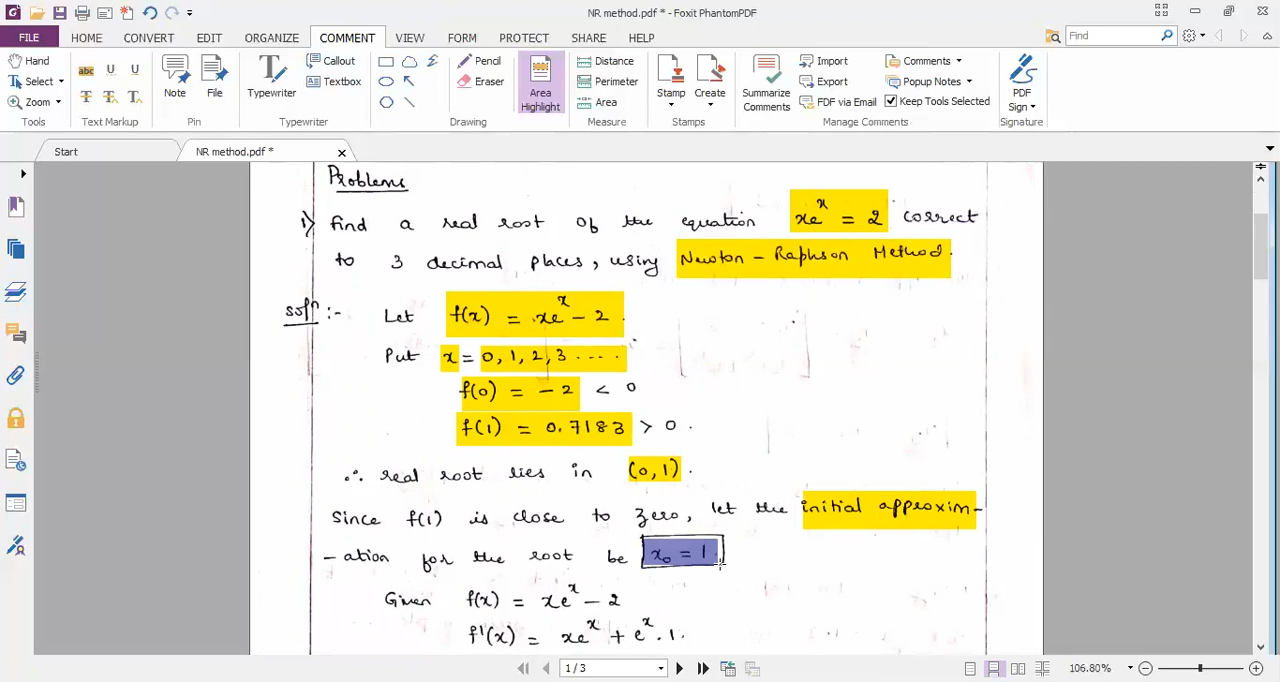 NR method.pdf * - Foxit PhantomPDF
FILE HOME CONVERT EDIT ORGANIZE COMMENT VIEW FORM PROTECT SHARE HELP Find
Hand
Select
Zoom
Tools
abc U U
T T T
Text Markup
Note File
Pin
Typewriter
Callout
Textbox
Typewriter
Pencil
Eraser
Area Highlight
Drawing
Distance
Perimeter
Area
Measure
Stamp Create
Stamps
Summarize Comments
Import
Export
FDF via Email
Comments
Popup Notes
Keep Tools Selected
Manage Comments
PDF Sign
Signature
Start NR method.pdf *
Problems
1) Find a real root of the equation xe^x = 2 correct
to 3 decimal places, using Newton - Raphson Method.
Soln :- Let f(x) = xe^x - 2
Put x = 0, 1, 2, 3 ....
f(0) = -2 < 0
f(1) = 0.7183 > 0.
∴ real root lies in (0, 1).
Since f(1) is close to zero, let the initial approxim-
-ation for the root be x₀ = 1.
Given f(x) = xe^x - 2
f'(x) = xe^x + e^x . 1.
1 / 3 106.80%